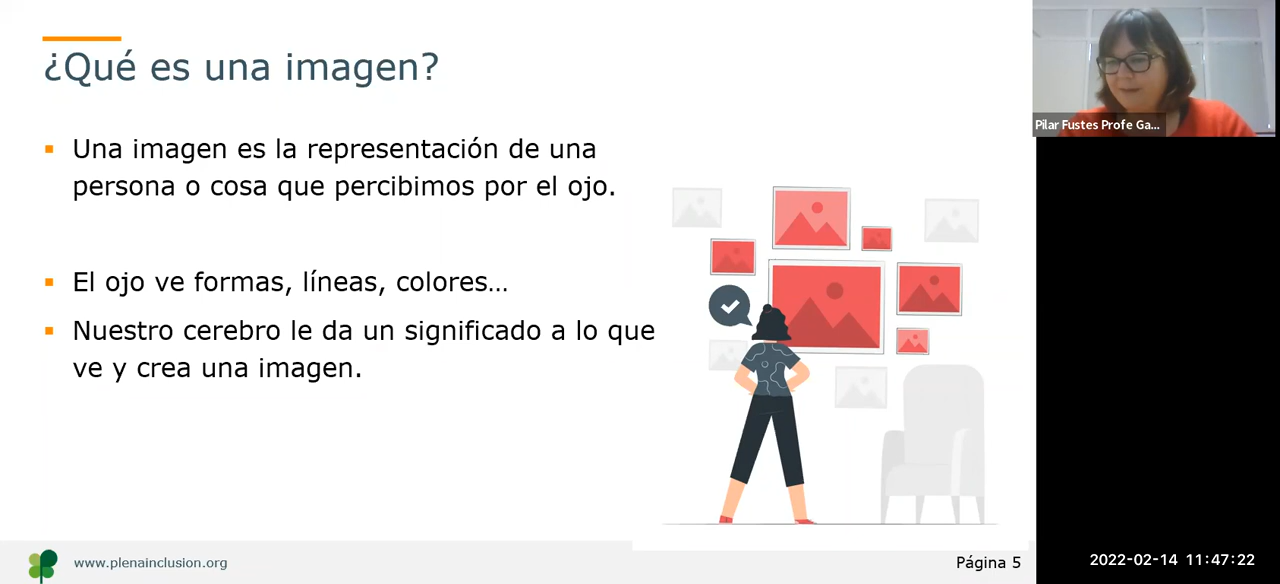 ¿Qué es una imagen?
Una imagen es la representación de una
persona o cosa que percibimos por el ojo.
El ojo ve formas, líneas, colores…
Nuestro cerebro le da un significado a lo que
ve y crea una imagen.
www.plenainclusion.org
Página 5
Pilar Fustes Profe Ga...
2022-02-14 11:47:22